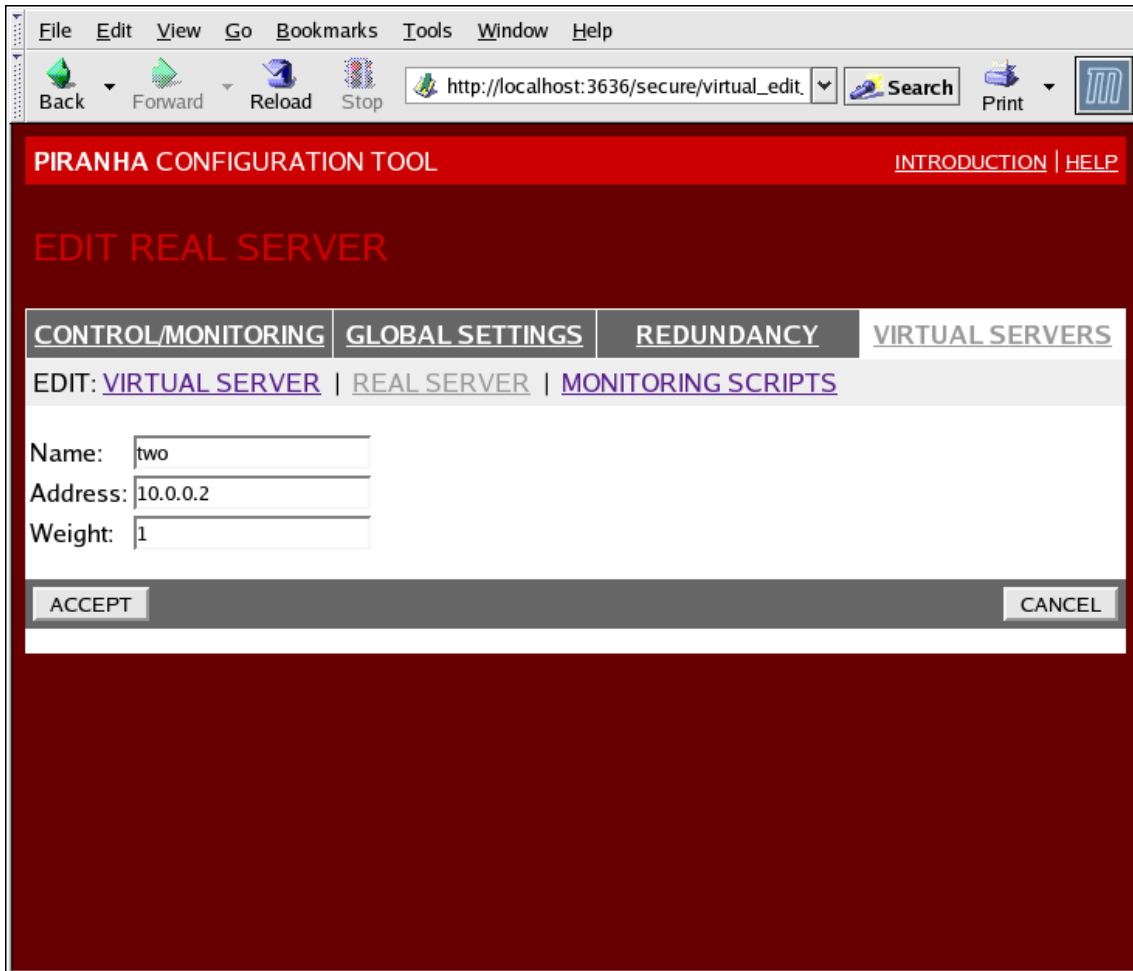 File Edit View Go Bookmarks Tools Window Help
Back Forward Reload Stop http://localhost:3636/secure/virtual_edit_ Search Print
PIRANHA CONFIGURATION TOOL INTRODUCTION | HELP
EDIT REAL SERVER
CONTROL/MONITORING GLOBAL SETTINGS REDUNDANCY VIRTUAL SERVERS
EDIT: VIRTUAL SERVER | REAL SERVER | MONITORING SCRIPTS
Name: two
Address: 10.0.0.2
Weight: 1
ACCEPT CANCEL